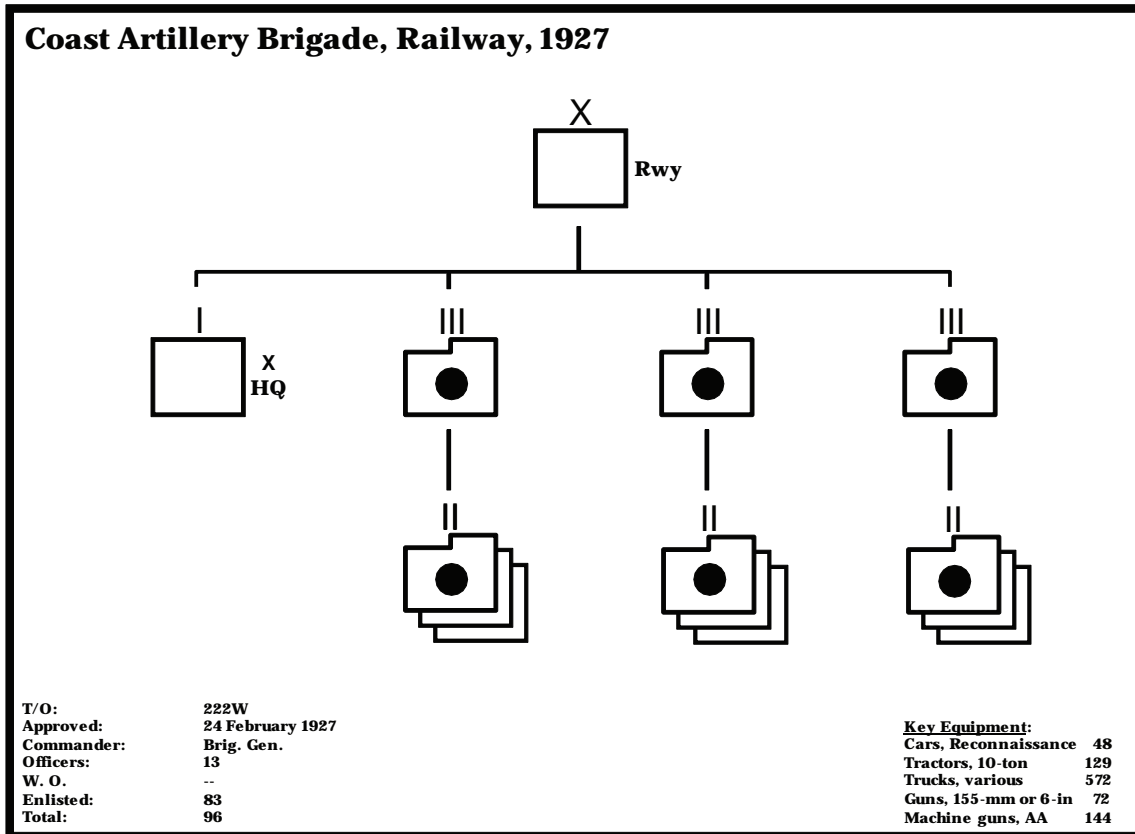 Coast Artillery Brigade, Railway, 1927
X
Rwy
I
III
III
III
X
HQ
II
II
II
T/O: 222W
Approved: 24 February 1927
Commander: Brig. Gen.
Officers: 13
W. O. --
Enlisted: 83
Total: 96
Key Equipment:
Cars, Reconnaissance 48
Tractors, 10-ton 129
Trucks, various 572
Guns, 155-mm or 6-in 72
Machine guns, AA 144